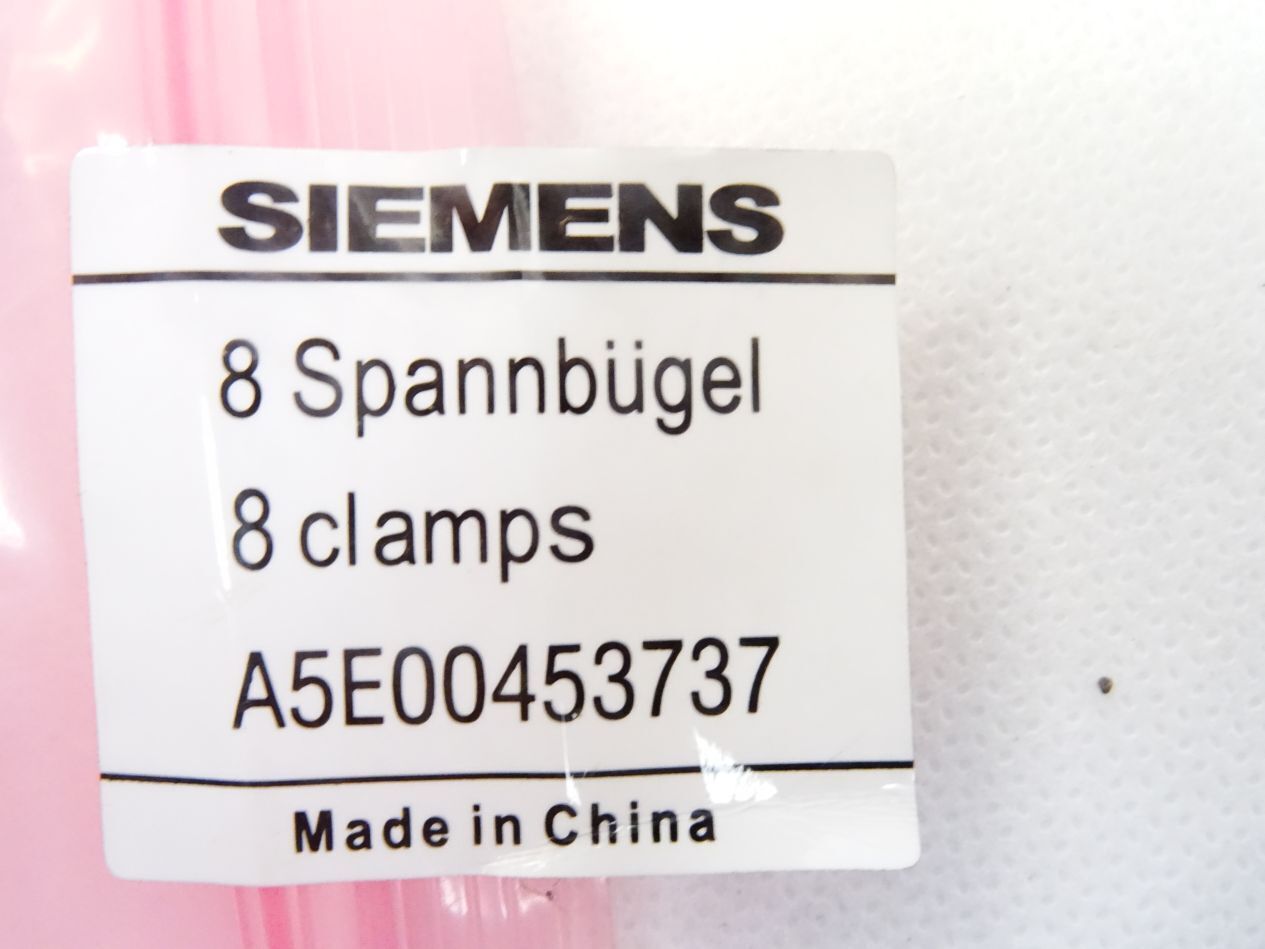 SIEMENS
8 Spannbügel
8 clamps
A5E00453737
Made in China